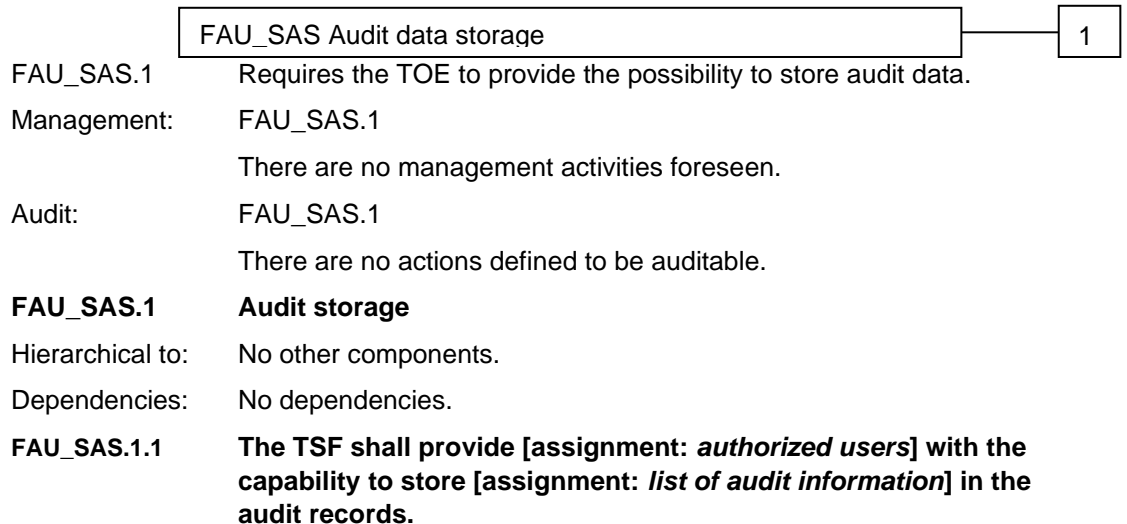 FAU_SAS Audit data storage 1
FAU_SAS.1 Requires the TOE to provide the possibility to store audit data.
Management: FAU_SAS.1
There are no management activities foreseen.
Audit: FAU_SAS.1
There are no actions defined to be auditable.
FAU_SAS.1 Audit storage
Hierarchical to: No other components.
Dependencies: No dependencies.
FAU_SAS.1.1 The TSF shall provide [assignment: authorized users] with the
capability to store [assignment: list of audit information] in the
audit records.